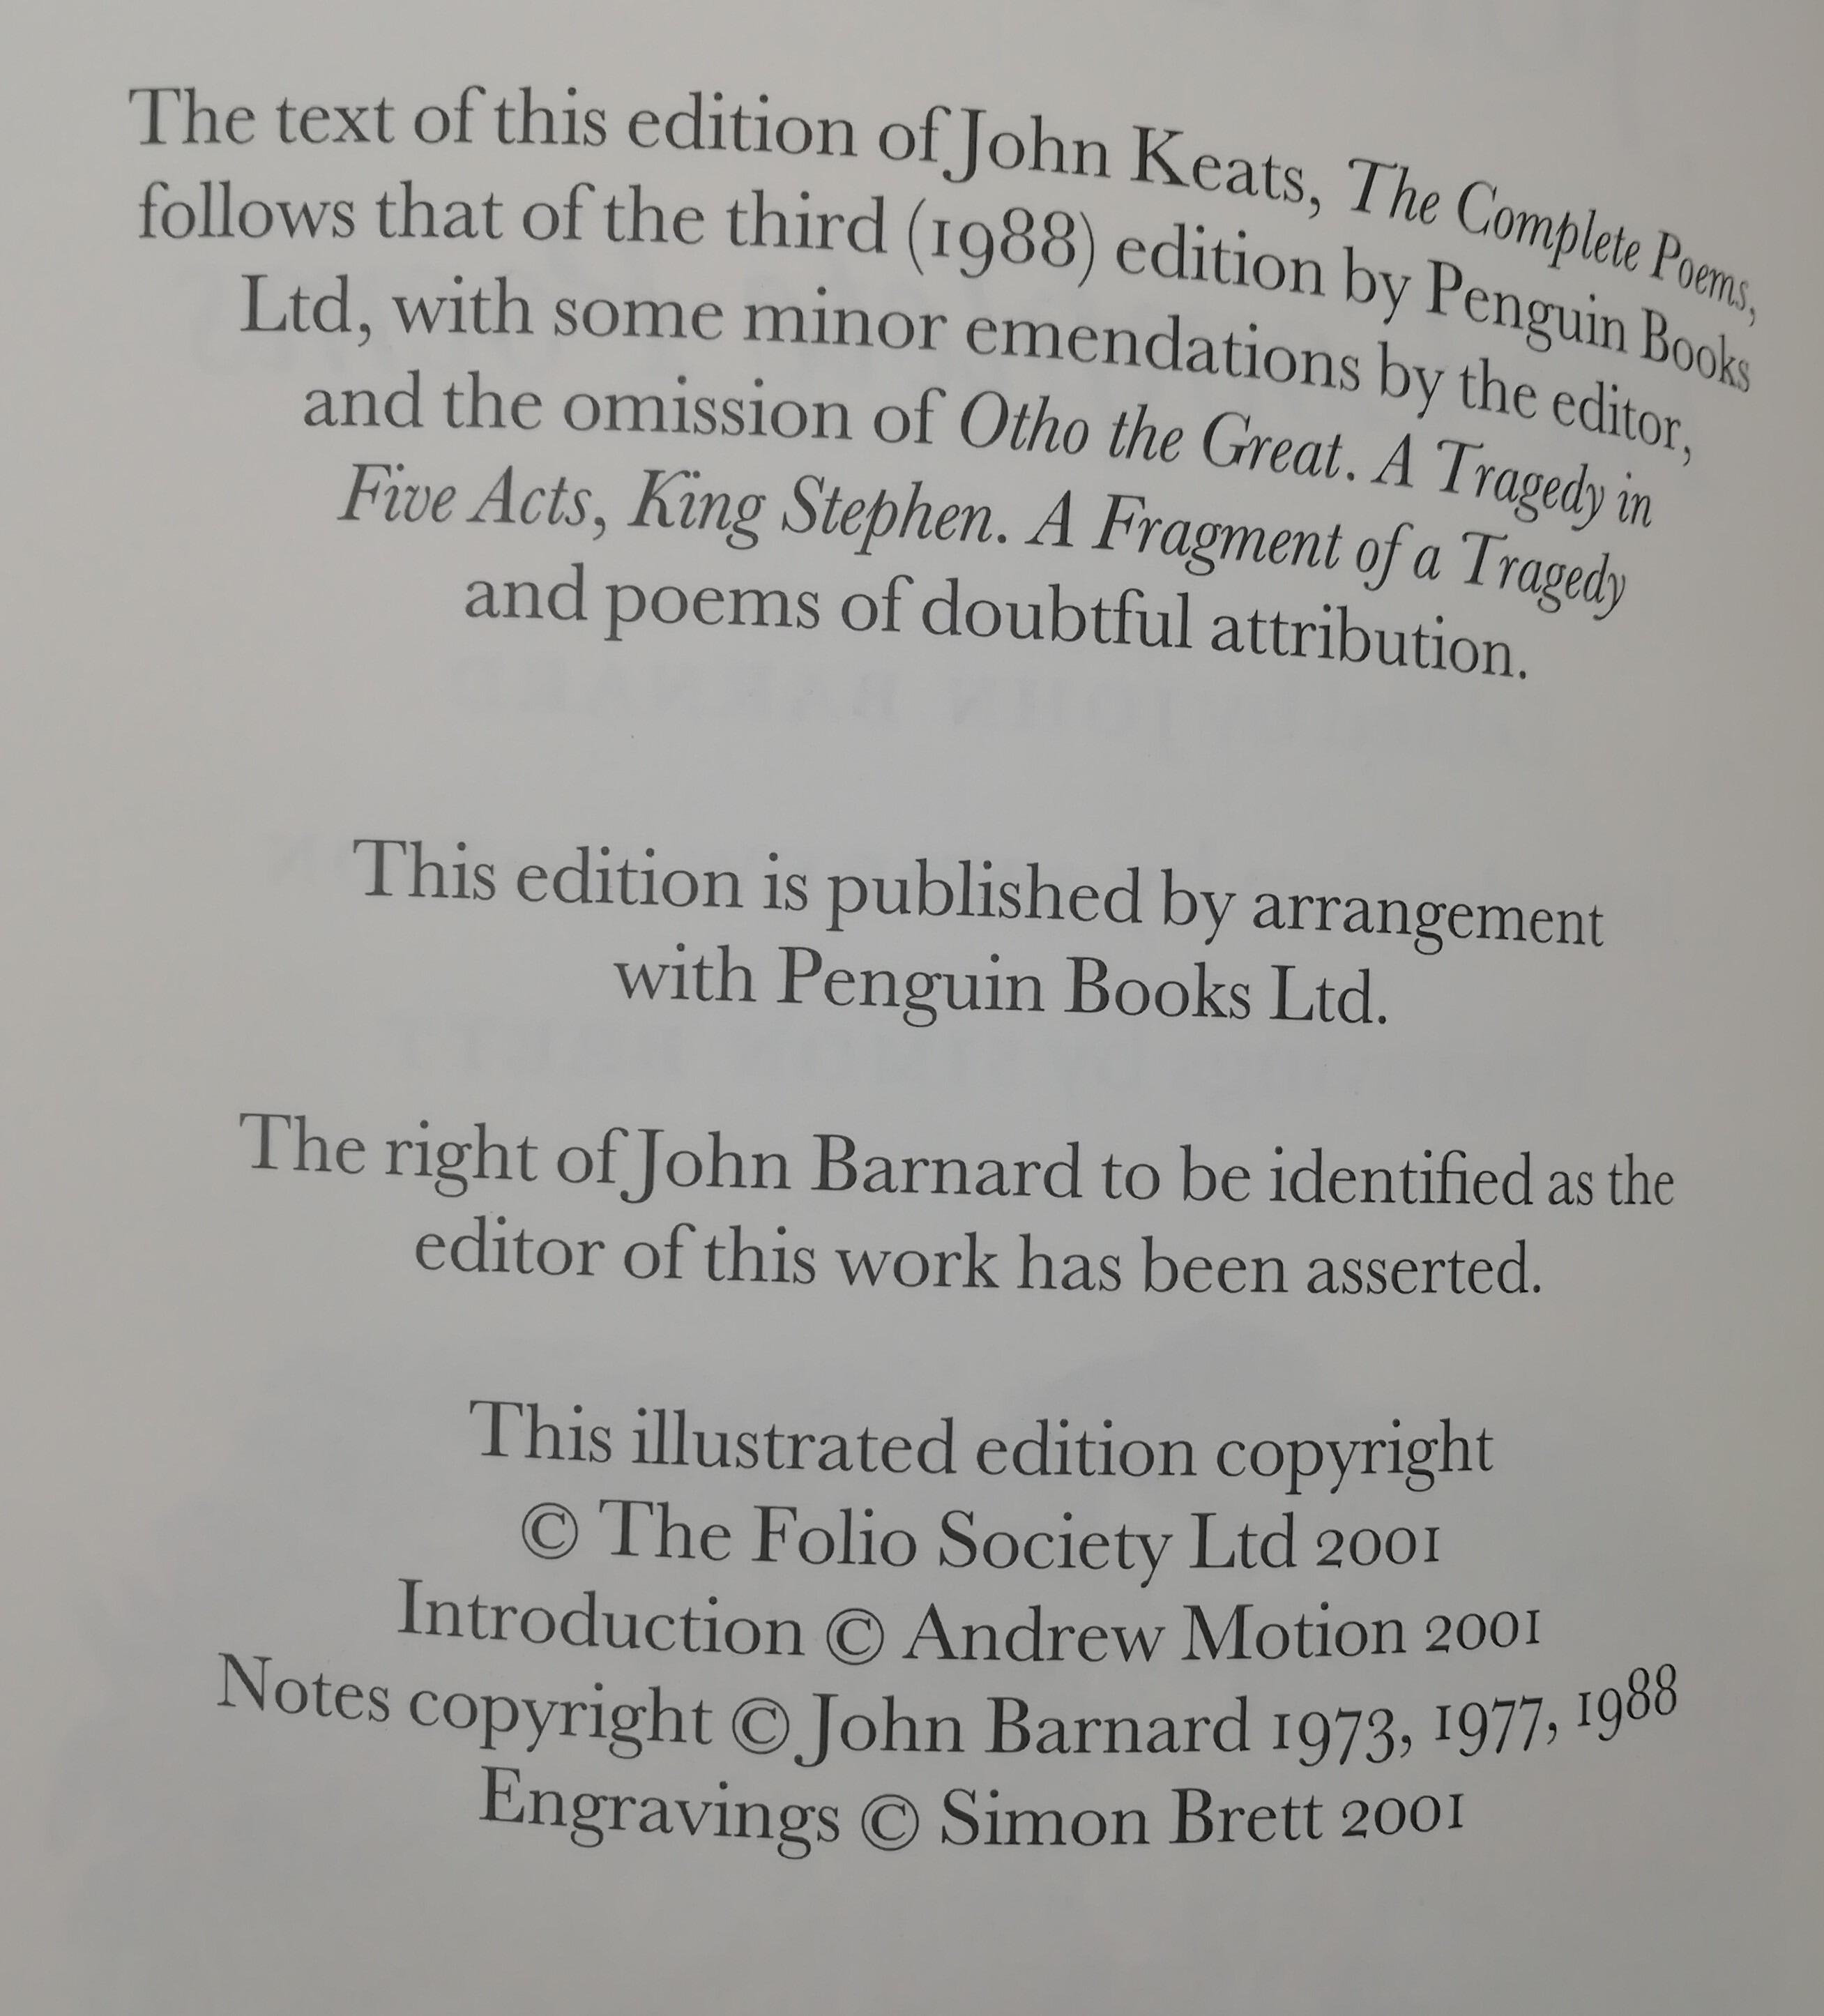 The text of this edition of John Keats, The Complete Poems,
follows that of the third (1988) edition by Penguin Books
Ltd, with some minor emendations by the editor,
and the omission of Otho the Great. A Tragedy in
Five Acts, King Stephen. A Fragment of a Tragedy
and poems of doubtful attribution.
This edition is published by arrangement
with Penguin Books Ltd.
The right of John Barnard to be identified as the
editor of this work has been asserted.
This illustrated edition copyright
© The Folio Society Ltd 2001
Introduction © Andrew Motion 2001
Notes copyright © John Barnard 1973, 1977, 1988
Engravings © Simon Brett 2001